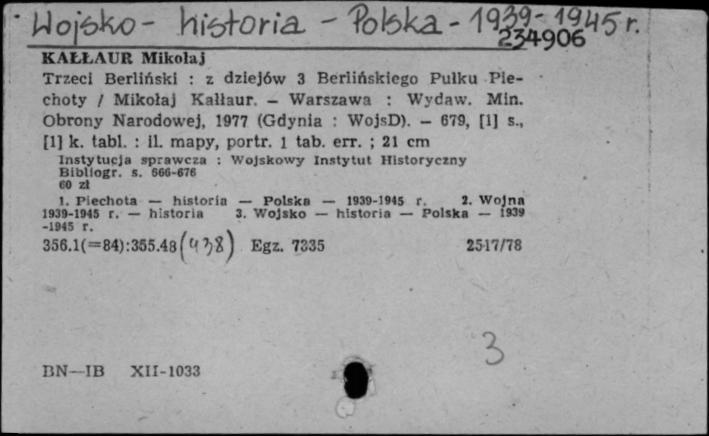 Wojsko - historia - Polska - 1939-1945 r.
234906
KAŁŁAUR Mikołaj
Trzeci Berliński : z dziejów 3 Berlińskiego Pułku Pie-
choty / Mikołaj Kałłaur. — Warszawa : Wydaw. Min.
Obrony Narodowej, 1977 (Gdynia : WojsD). — 679, [1] s.,
[1] k. tabl. : il. mapy, portr. 1 tab. err. ; 21 cm
Instytucja sprawcza : Wojskowy Instytut Historyczny
Bibliogr. s. 666-676
60 zł
1. Piechota — historia — Polska — 1939-1945 r. 2. Wojna
1939-1945 r. — historia 3. Wojsko — historia — Polska — 1939
-1945 r.
356.1(=84):355.48 (438) Egz. 7335 2517/78
3
BN—IB XII-1033